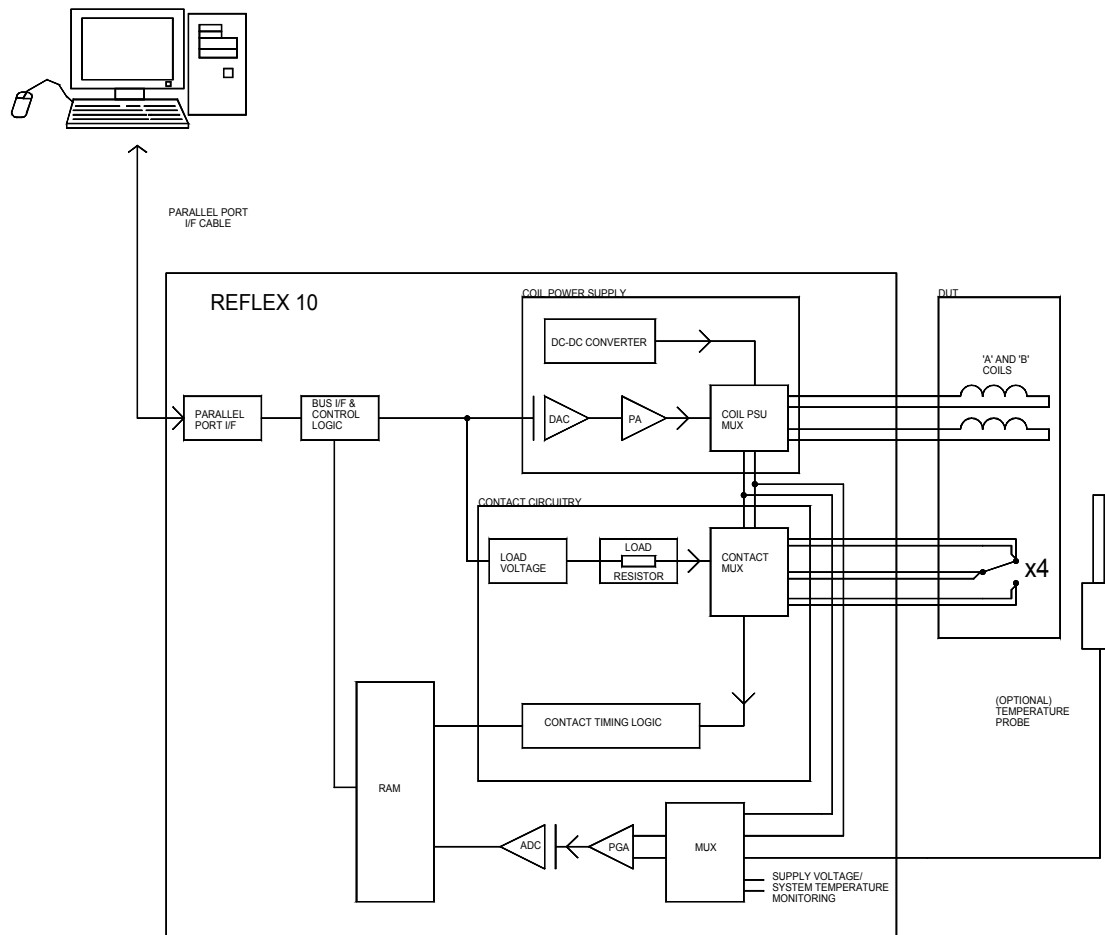 PARALLEL PORT
I/F CABLE
REFLEX 10
COIL POWER SUPPLY
DUT
DC-DC CONVERTER
'A' AND 'B'
COILS
PARALLEL
PORT I/F
BUS I/F &
CONTROL
LOGIC
DAC
PA
COIL PSU
MUX
CONTACT CIRCUITRY
LOAD
VOLTAGE
LOAD
RESISTOR
CONTACT
MUX
x4
CONTACT TIMING LOGIC
(OPTIONAL)
TEMPERATURE
PROBE
RAM
ADC
PGA
MUX
SUPPLY VOLTAGE/
SYSTEM TEMPERATURE
MONITORING